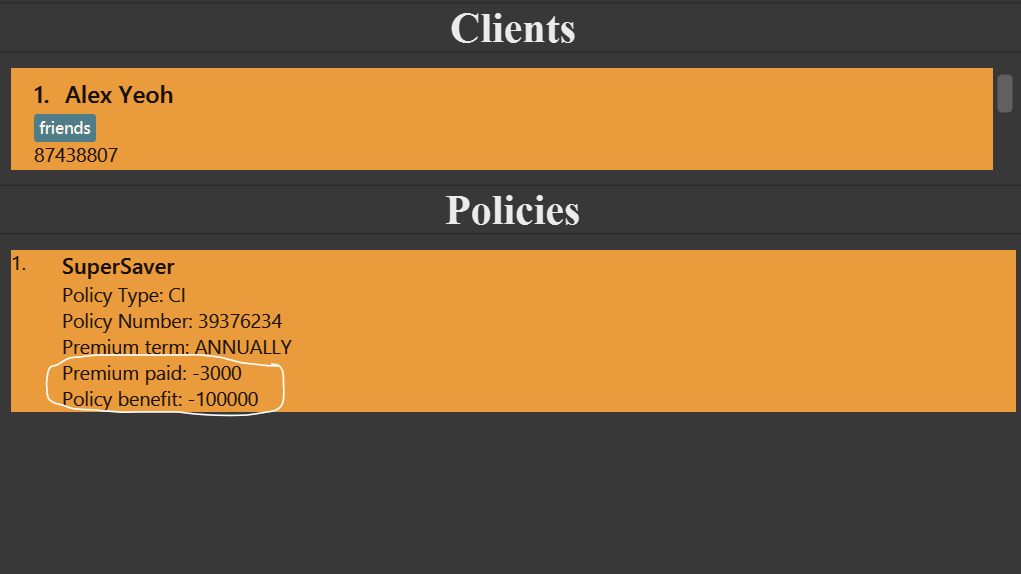 Clients
1. Alex Yeoh
friends
87438807
Policies
1. SuperSaver
Policy Type: CI
Policy Number: 39376234
Premium term: ANNUALLY
Premium paid: -3000
Policy benefit: -100000